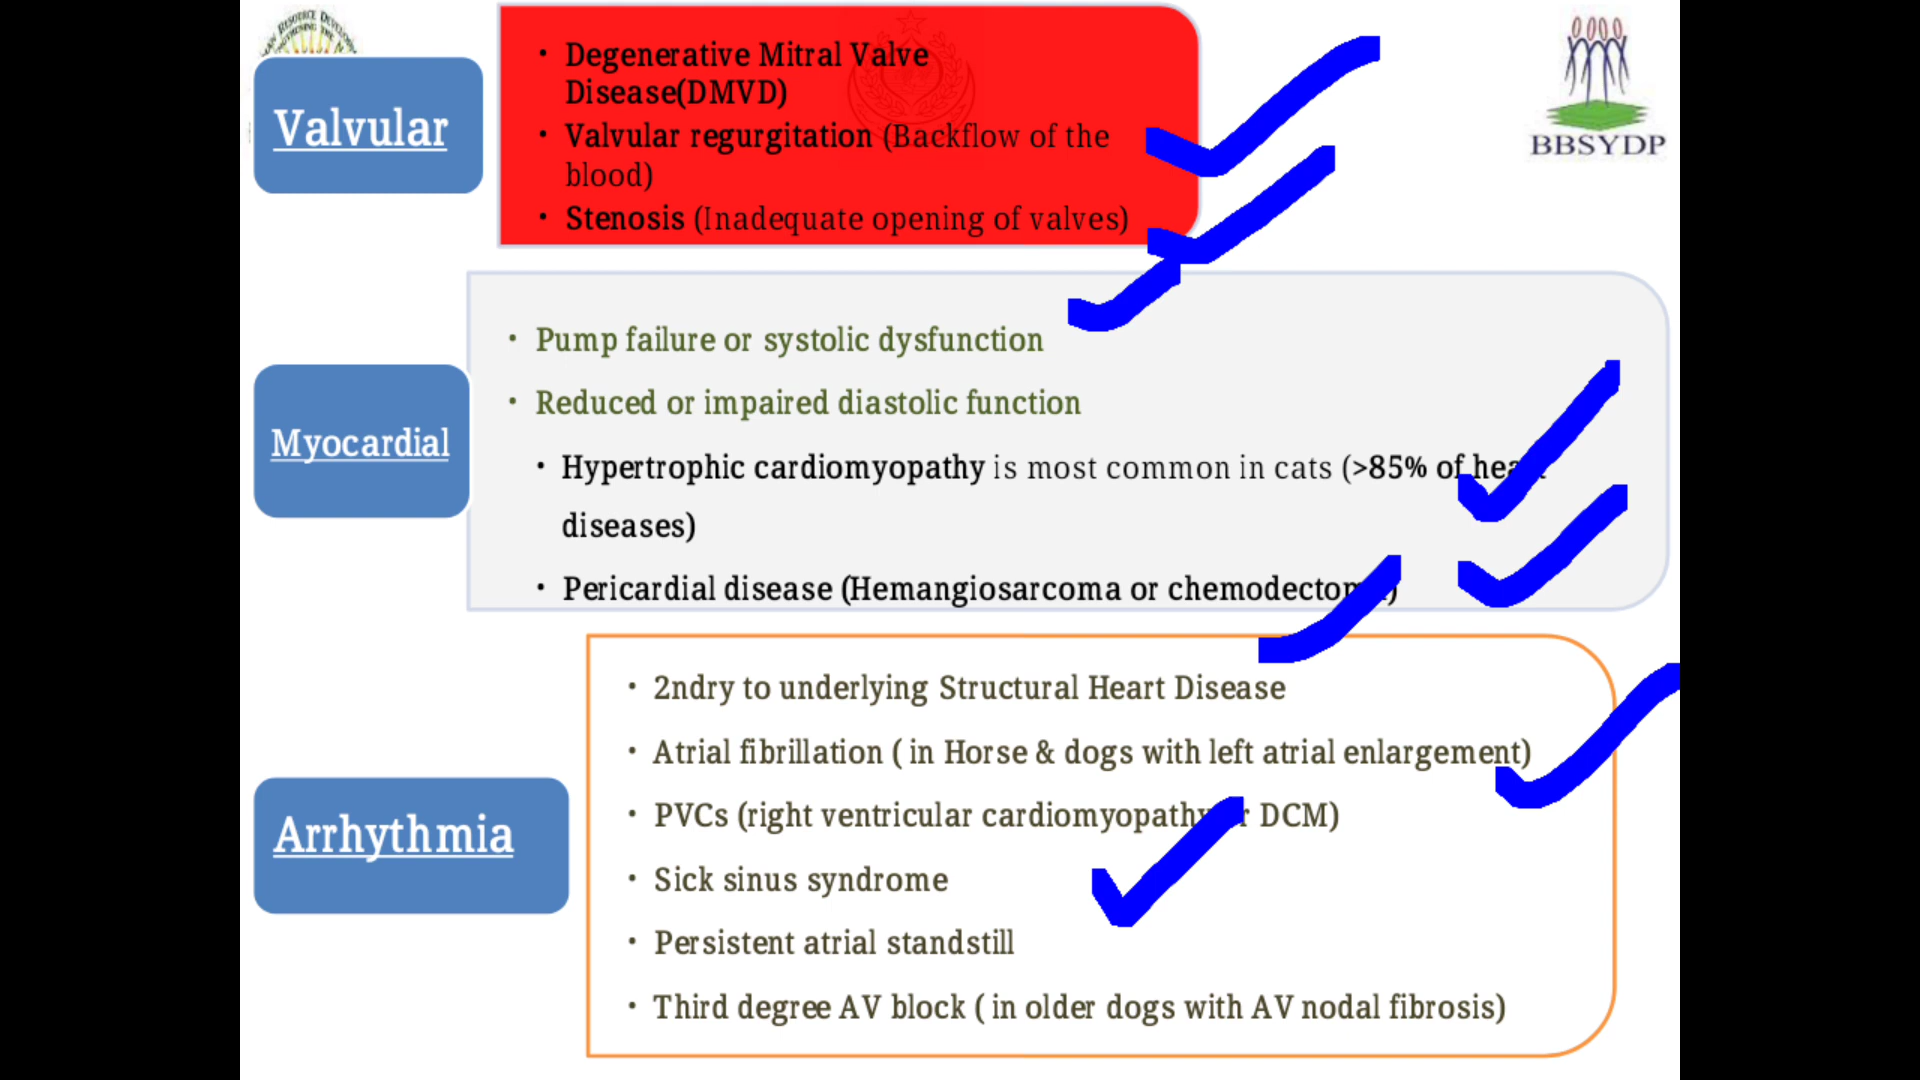 Valvular
• Degenerative Mitral Valve
Disease(DMVD)
• Valvular regurgitation (Backflow of the
blood)
• Stenosis (Inadequate opening of valves)
BBSYDP
Myocardial
• Pump failure or systolic dysfunction
• Reduced or impaired diastolic function
• Hypertrophic cardiomyopathy is most common in cats (>85% of
diseases)
• Pericardial disease (Hemangiosarcoma or
Arrhythmia
• 2ndry to underlying Structural Heart Disease
• Atrial fibrillation ( in Horse & dogs with left atrial enlargement)
• PVCs (right ventricular cardiomyopathy DCM)
• Sick sinus syndrome
• Persistent atrial standstill
• Third degree AV block ( in older dogs with AV nodal fibrosis)